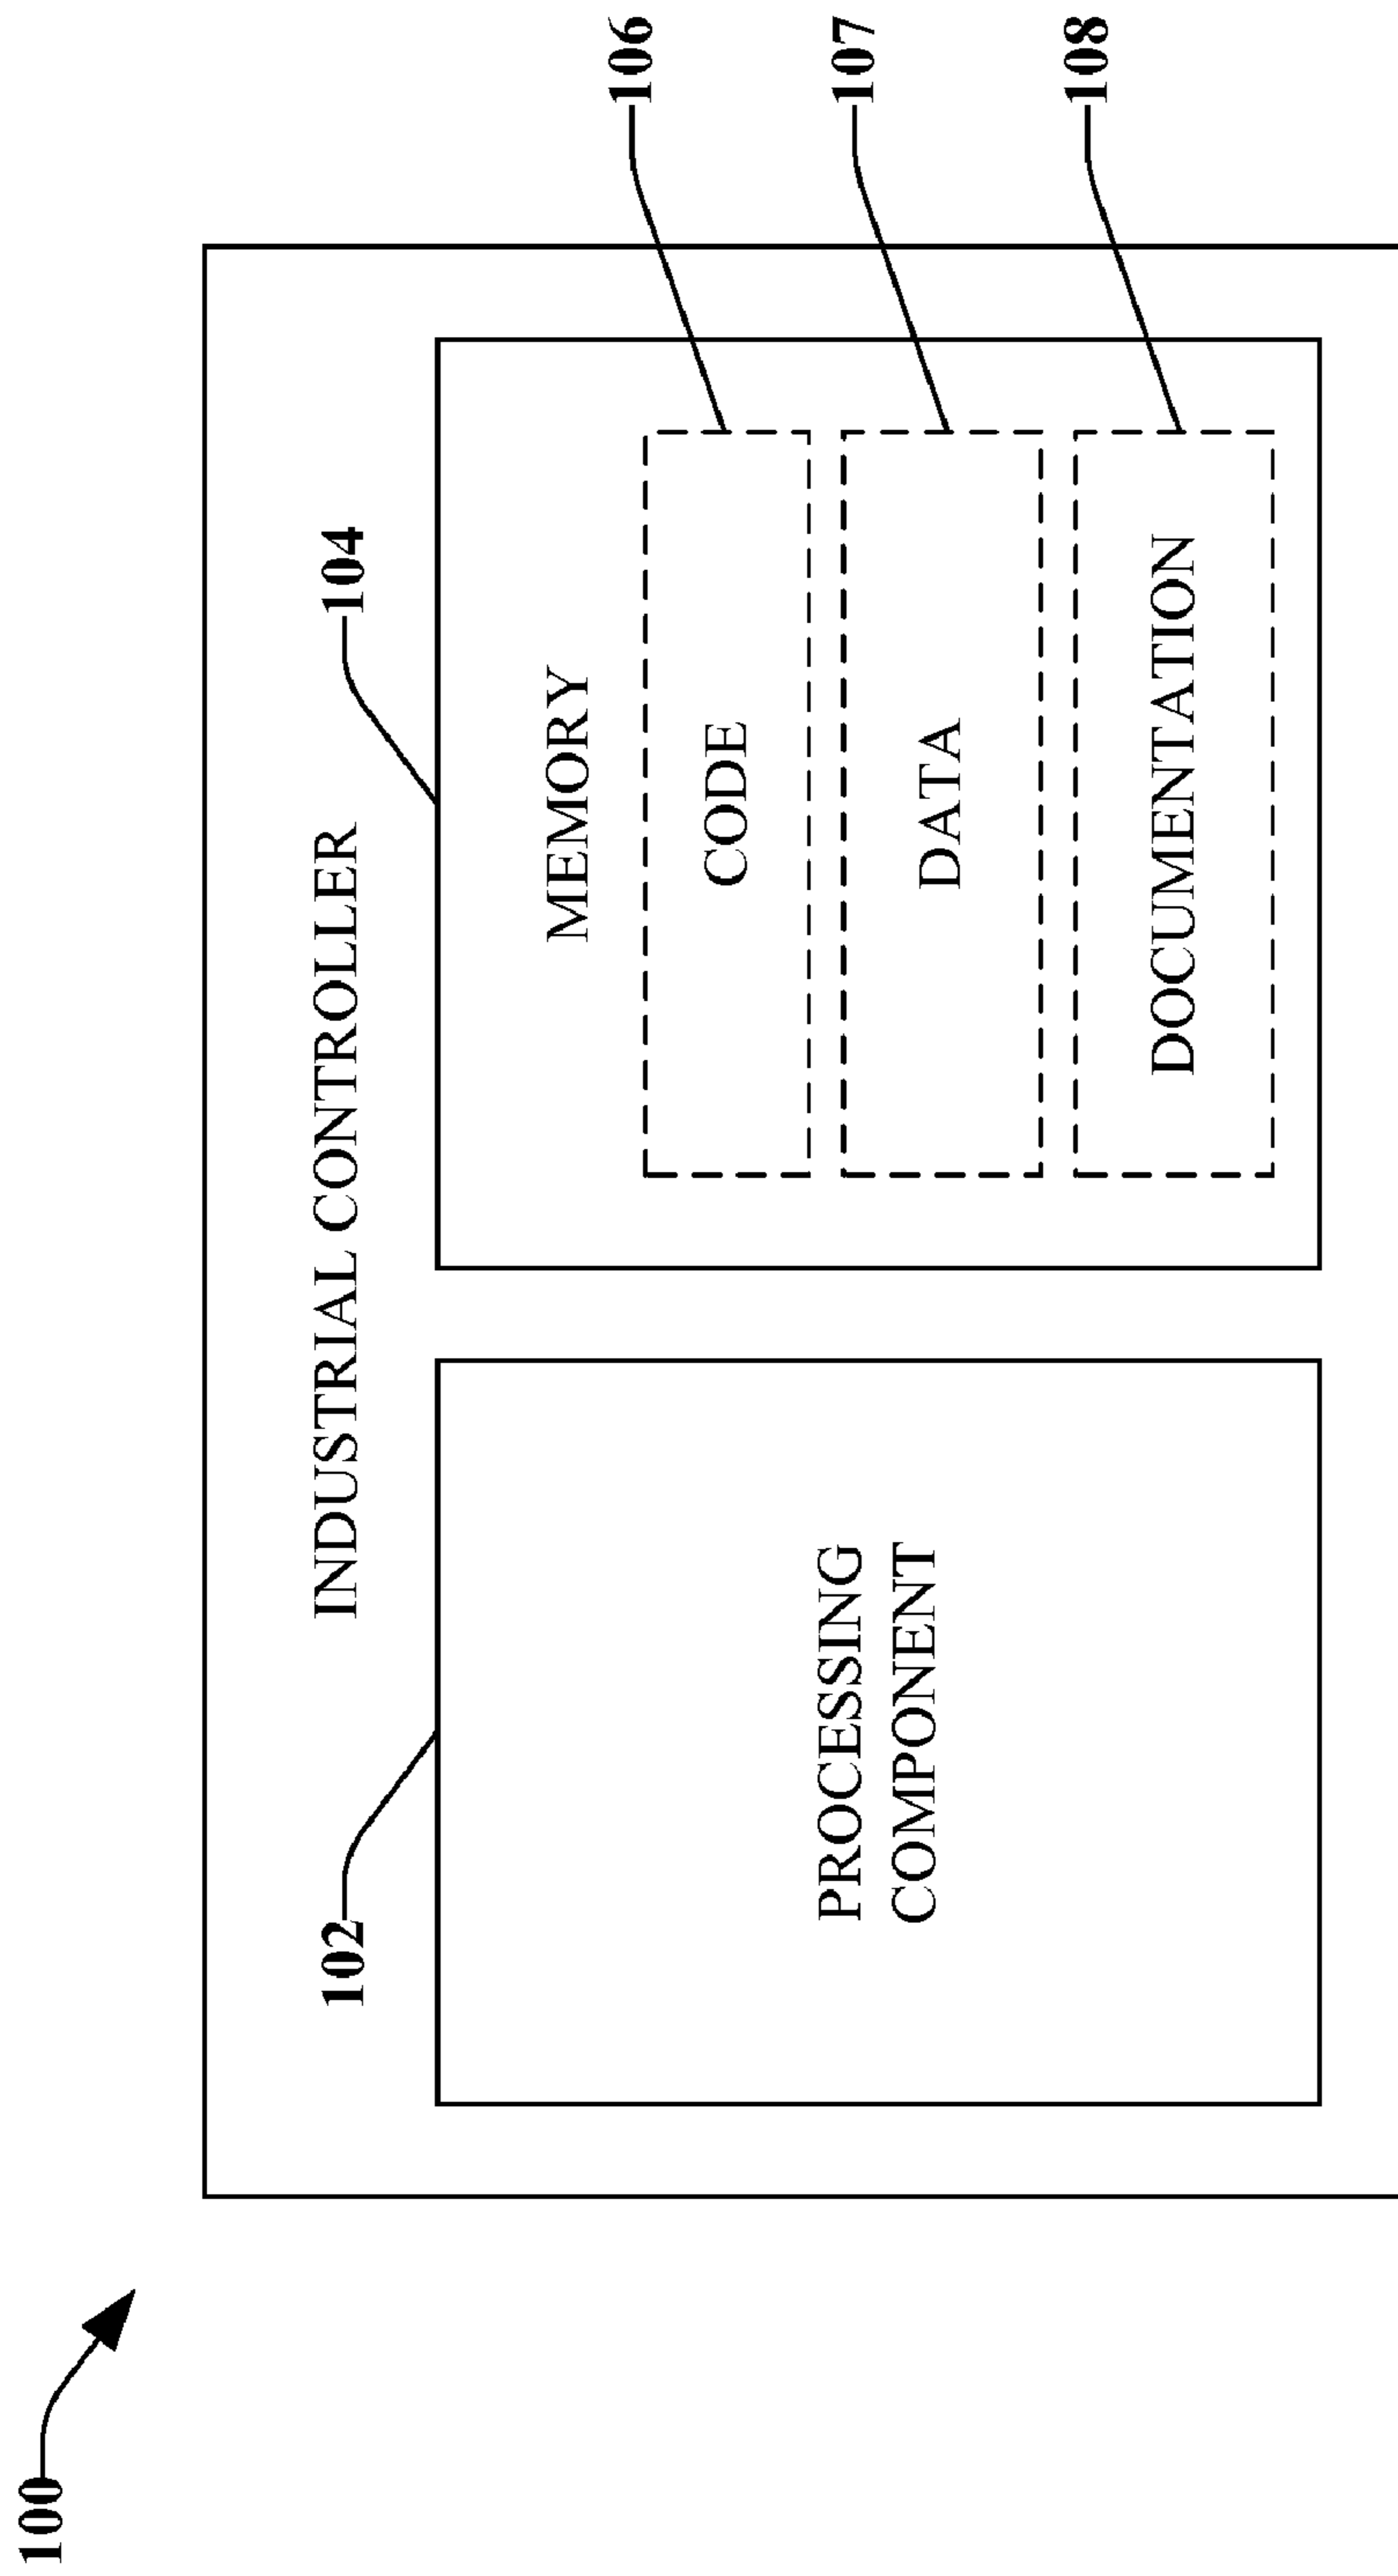 100
INDUSTRIAL CONTROLLER
102
104
PROCESSING
COMPONENT
MEMORY
CODE
106
DATA
107
DOCUMENTATION
108